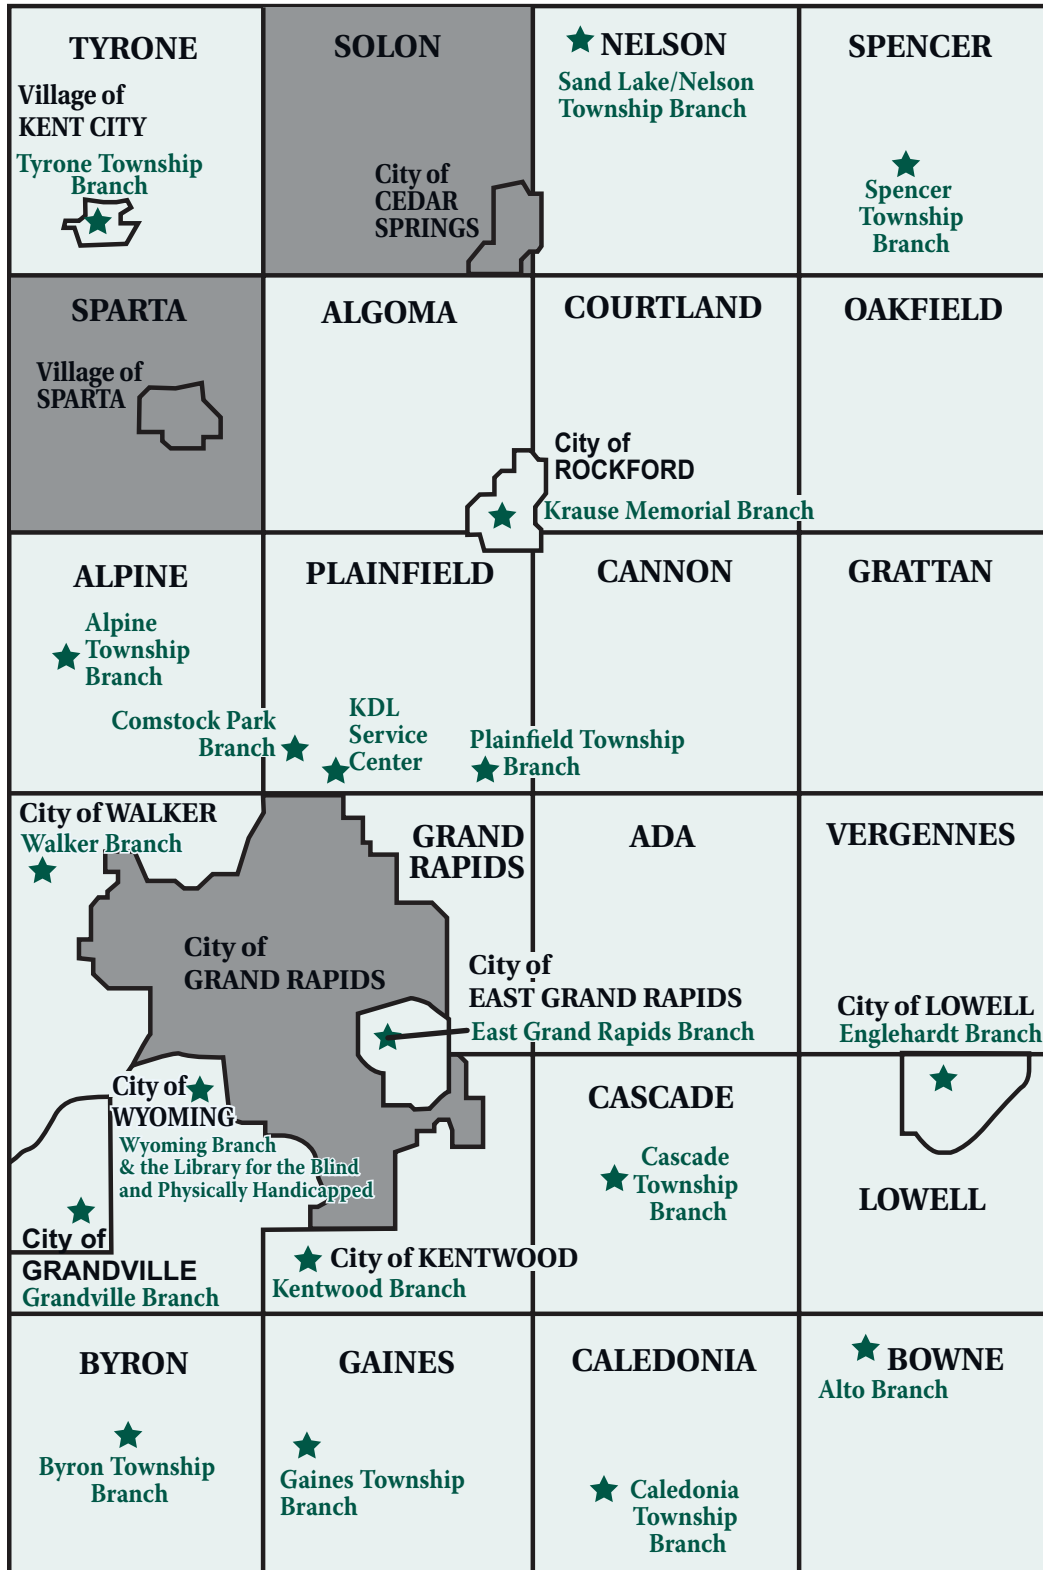 TYRONE
Village of
KENT CITY
Tyrone Township
Branch
SOLON
City of
CEDAR
SPRINGS
NELSON
Sand Lake/Nelson
Township Branch
SPENCER
Spencer
Township
Branch
SPARTA
Village of
SPARTA
ALGOMA
COURTLAND
OAKFIELD
City of
ROCKFORD
Krause Memorial Branch
ALPINE
Alpine
Township
Branch
PLAINFIELD
Comstock Park
Branch
KDL
Service
Center
Plainfield Township
Branch
CANNON
GRATTAN
City of WALKER
Walker Branch
GRAND
RAPIDS
ADA
VERGENNES
City of
GRAND RAPIDS
City of
EAST GRAND RAPIDS
East Grand Rapids Branch
City of LOWELL
Englehardt Branch
City of
WYOMING
Wyoming Branch
& the Library for the Blind
and Physically Handicapped
CASCADE
Cascade
Township
Branch
LOWELL
City of
GRANDVILLE
Grandville Branch
City of KENTWOOD
Kentwood Branch
BYRON
Byron Township
Branch
GAINES
Gaines Township
Branch
CALEDONIA
Caledonia
Township
Branch
BOWNE
Alto Branch